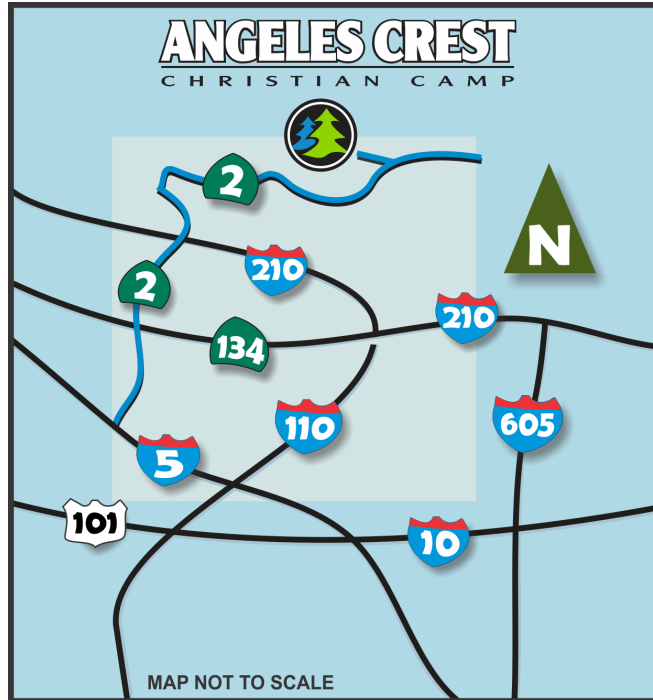 ANGELES CREST
CHRISTIAN CAMP
2
N
210
2
210
134
110
605
5
101
10
MAP NOT TO SCALE